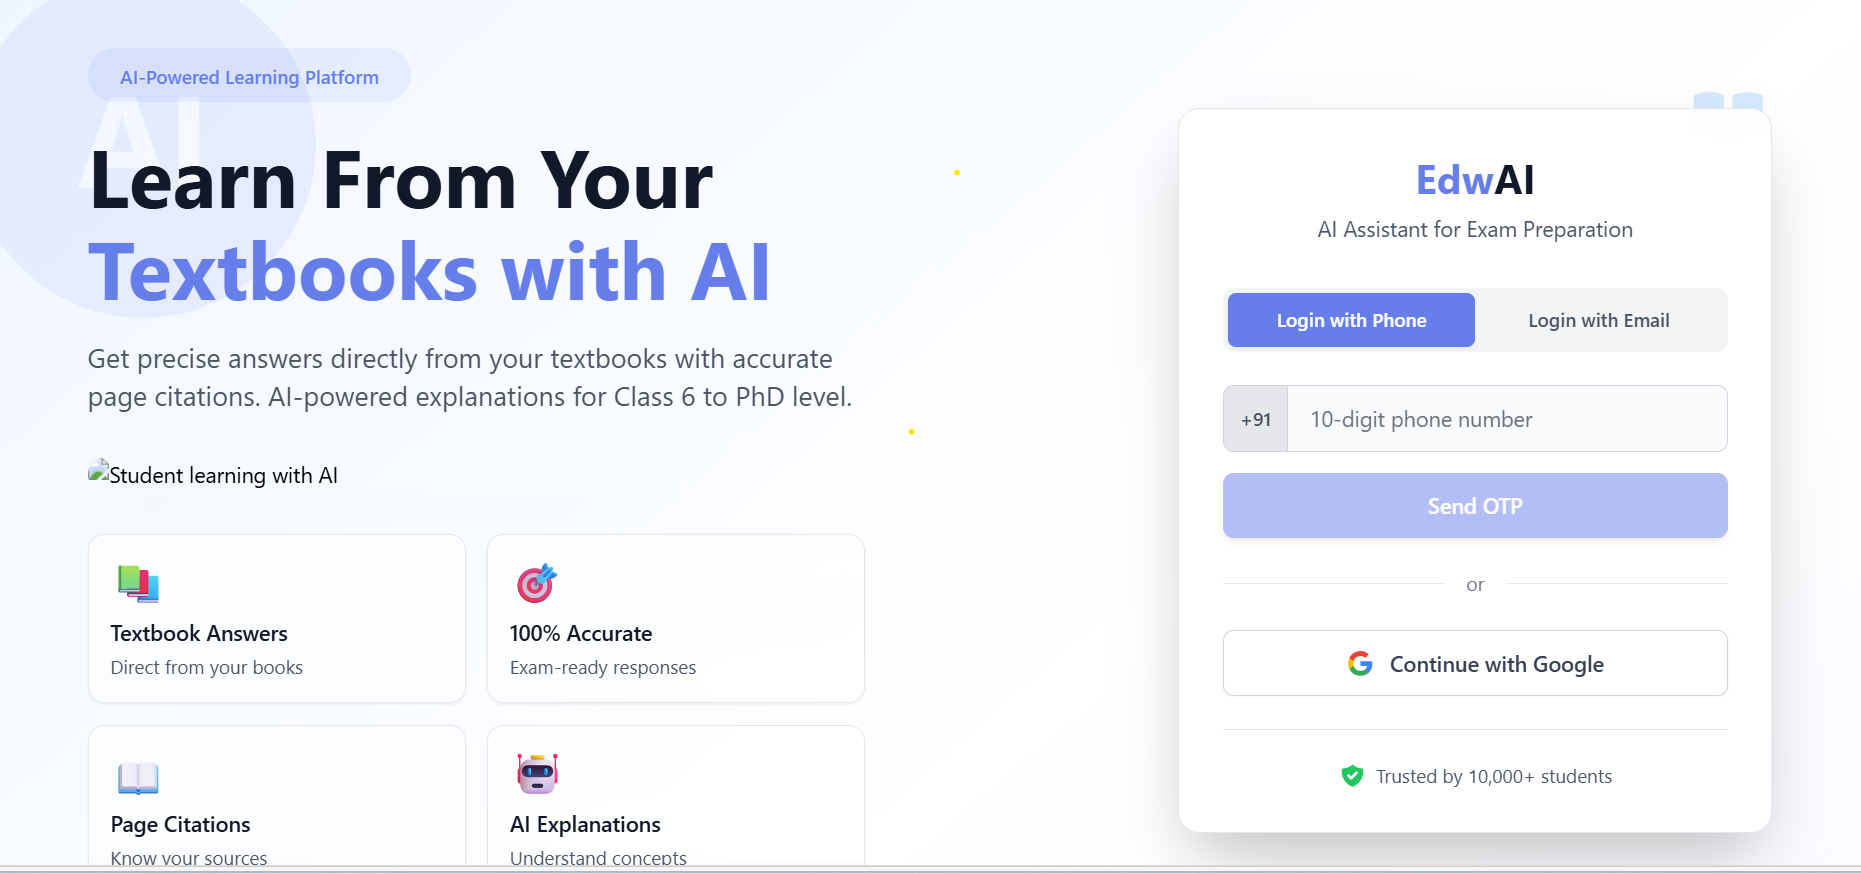 AI-Powered Learning Platform
AI
Learn From Your
Textbooks with AI
Get precise answers directly from your textbooks with accurate
page citations. AI-powered explanations for Class 6 to PhD level.
Student learning with AI
Textbook Answers
Direct from your books
100% Accurate
Exam-ready responses
Page Citations
Know your sources
AI Explanations
Understand concepts
EdwAI
AI Assistant for Exam Preparation
Login with Phone
Login with Email
+91
10-digit phone number
Send OTP
or
Continue with Google
Trusted by 10,000+ students